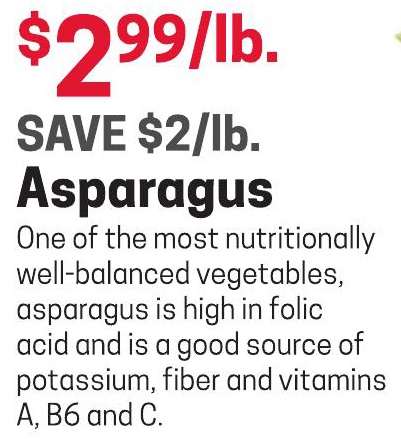 $2.99/lb.
SAVE $2/lb.
Asparagus
One of the most nutritionally
well-balanced vegetables,
asparagus is high in folic
acid and is a good source of
potassium, fiber and vitamins
A, B6 and C.